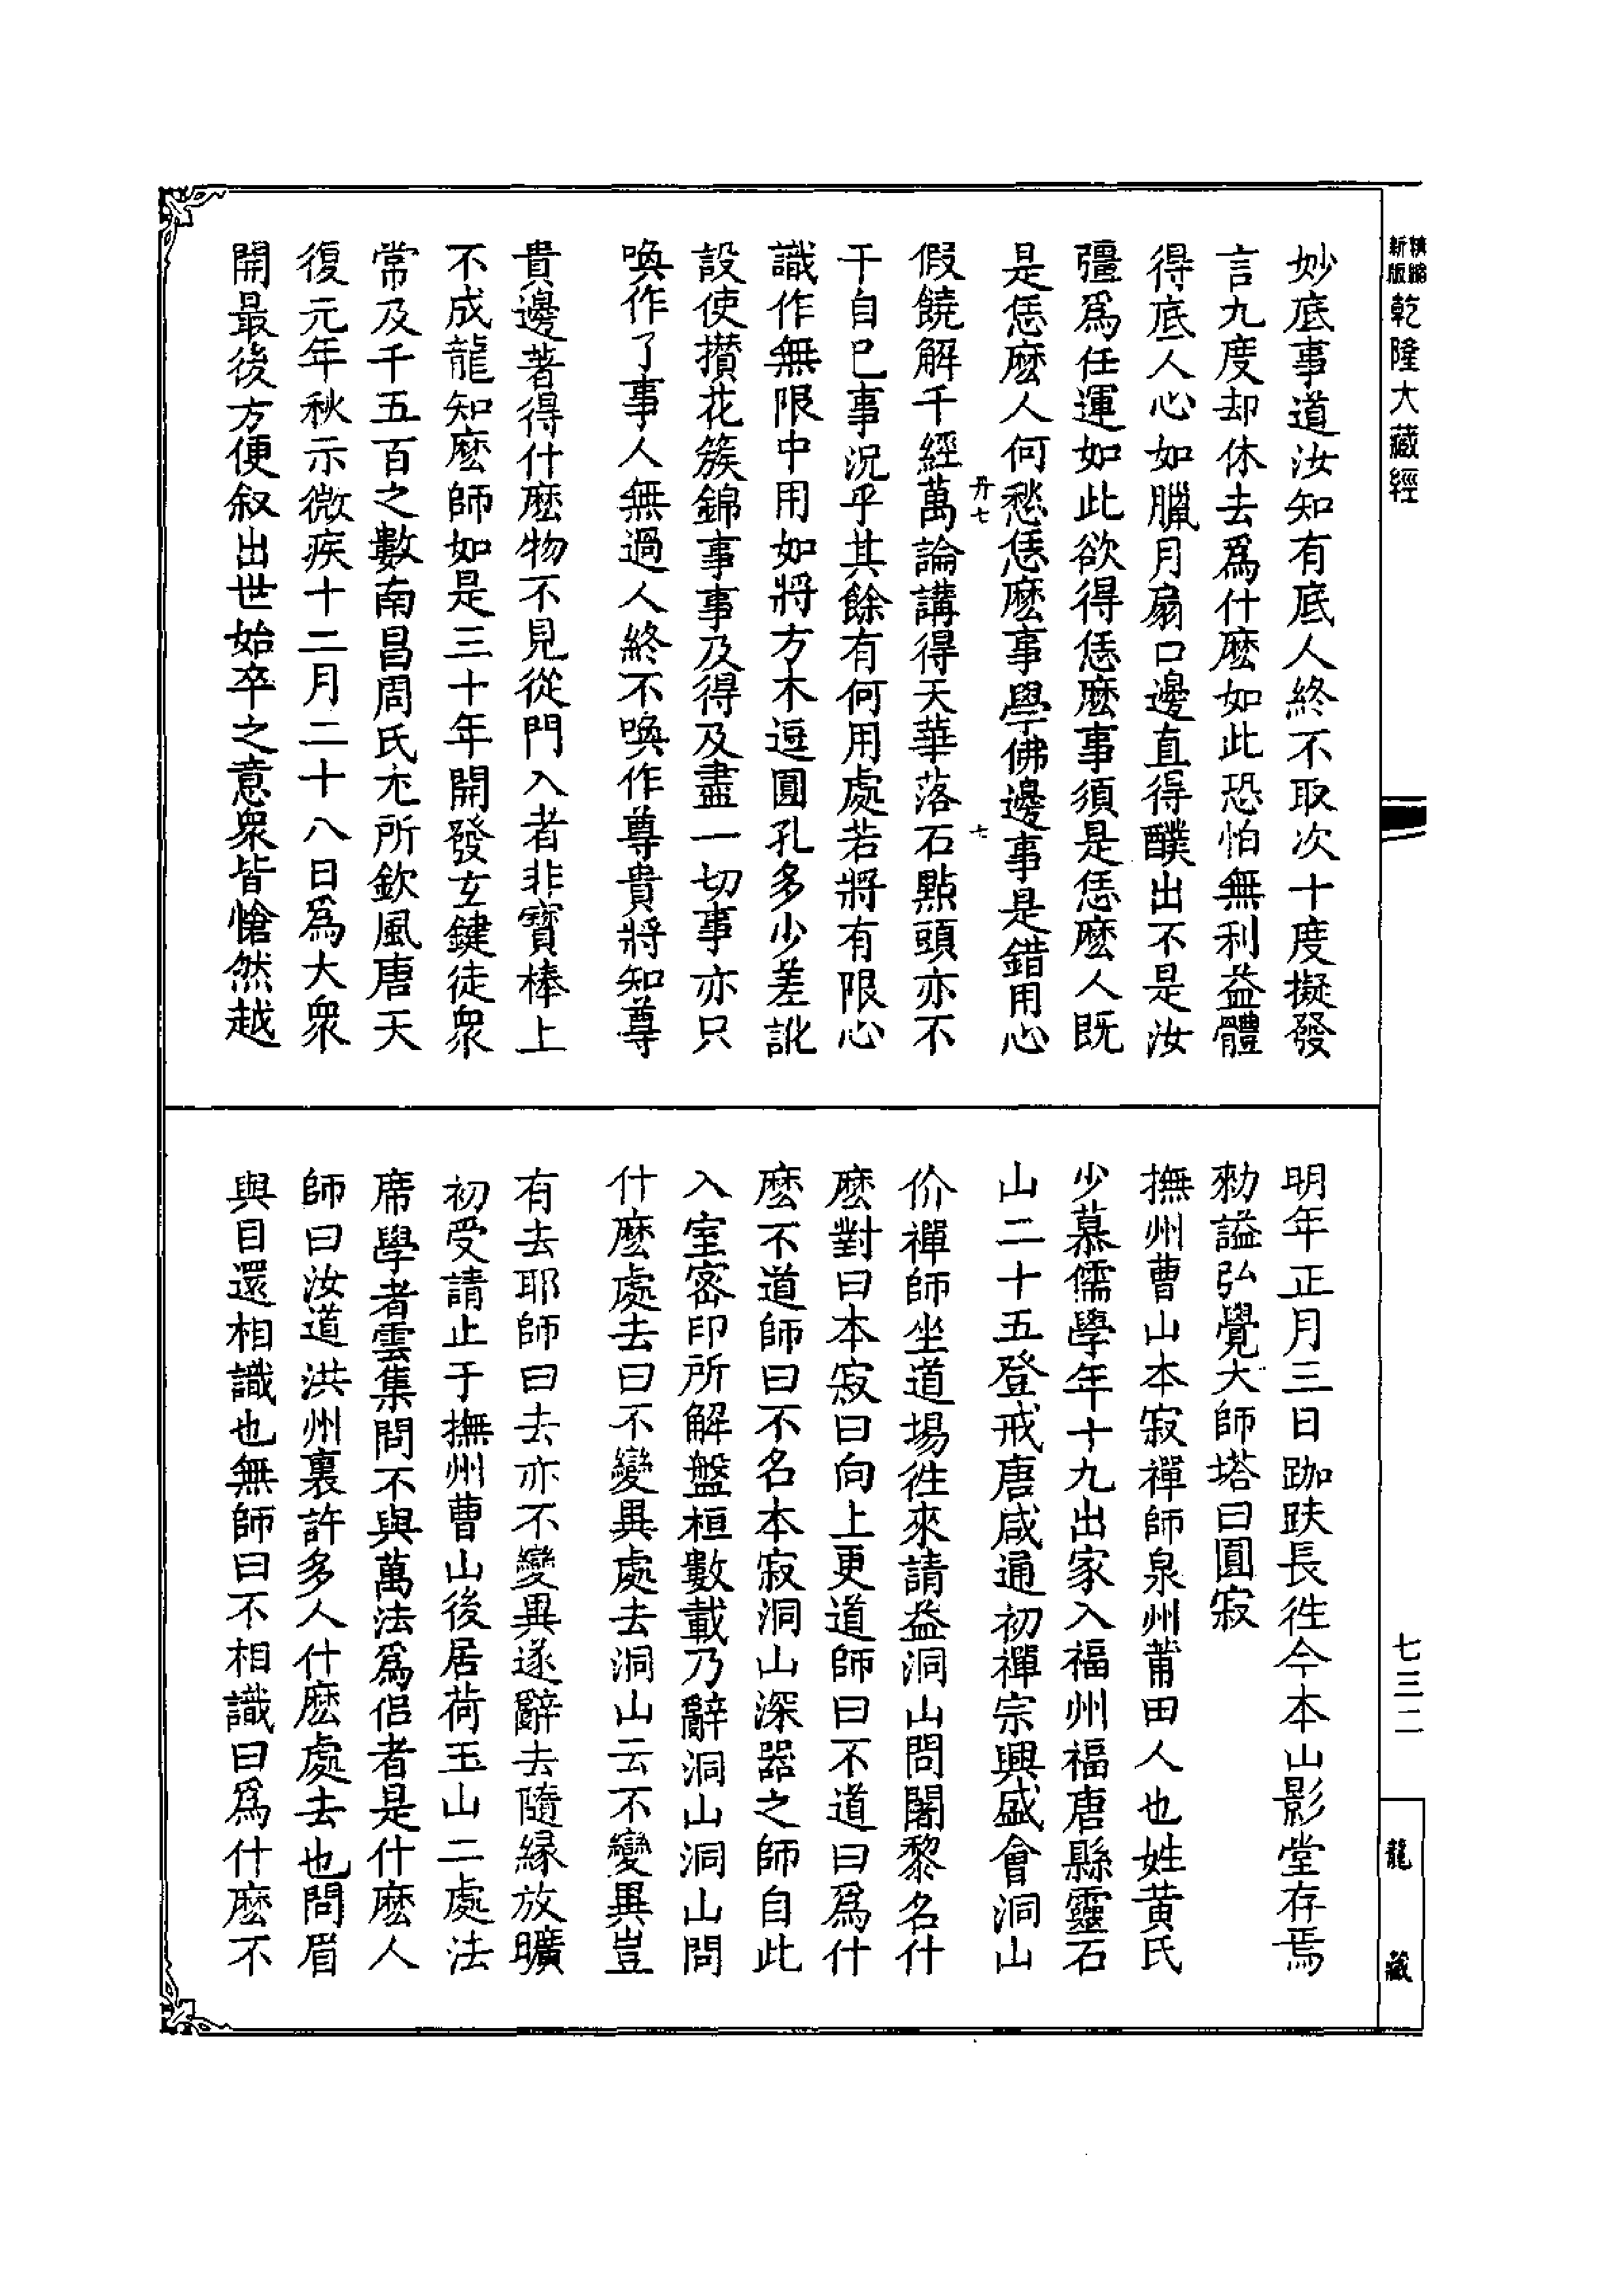 精縮新版乾隆大藏經
妙底事道汝知有底人終不取次十度擬發
言九度却休去爲什麽如此恐怕無利益體
得底人心如臘月扇口邊直得醭出不是汝
彊爲任運如此欲得恁麽事須是恁麽人既
是恁麽人何愁恁麽事學佛邊事是錯用心
假饒解千經萬論講得天華落石點頭亦不
干自已事況乎其餘有何用處若將有限心
識作無限中用如將方木逗圓孔多少差訛
設使攢花簇錦事事及得及盡一切事亦只
喚作了事人無過人終不喚作尊貴將知尊
貴邊著得什麽物不見從門入者非寶棒上
不成龍知麽師如是三十年開發玄鍵徒衆
常及千五百之數南昌周氏尤所欽風唐天
復元年秋示微疾十二月二十八日爲大衆
開最後方便叙出世始卒之意衆皆愴然越
明年正月三日跏趺長徃今本山影堂存焉
勑謚弘覺大師塔曰圓寂
撫州曹山本寂禪師泉州莆田人也姓黄氏
少慕儒學年十九出家入福州福唐縣靈石
山二十五登戒唐咸通初禪宗興盛會洞山
价禪師坐道場徃來請益洞山問闍黎名什
麽對曰本寂曰向上更道師曰不道曰爲什
麽不道師曰不名本寂洞山深器之師自此
入室密印所解盤桓數載乃辭洞山洞山問
什麽處去曰不變異處去洞山云不變異豈
有去耶師曰去亦不變異遂辭去隨緣放曠
初受請止于撫州曹山後居荷玉山二處法
席學者雲集問不與萬法爲侶者是什麽人
師曰汝道洪州裏許多人什麽處去也問眉
與目還相識也無師曰不相識曰爲什麽不
七三二
龍藏